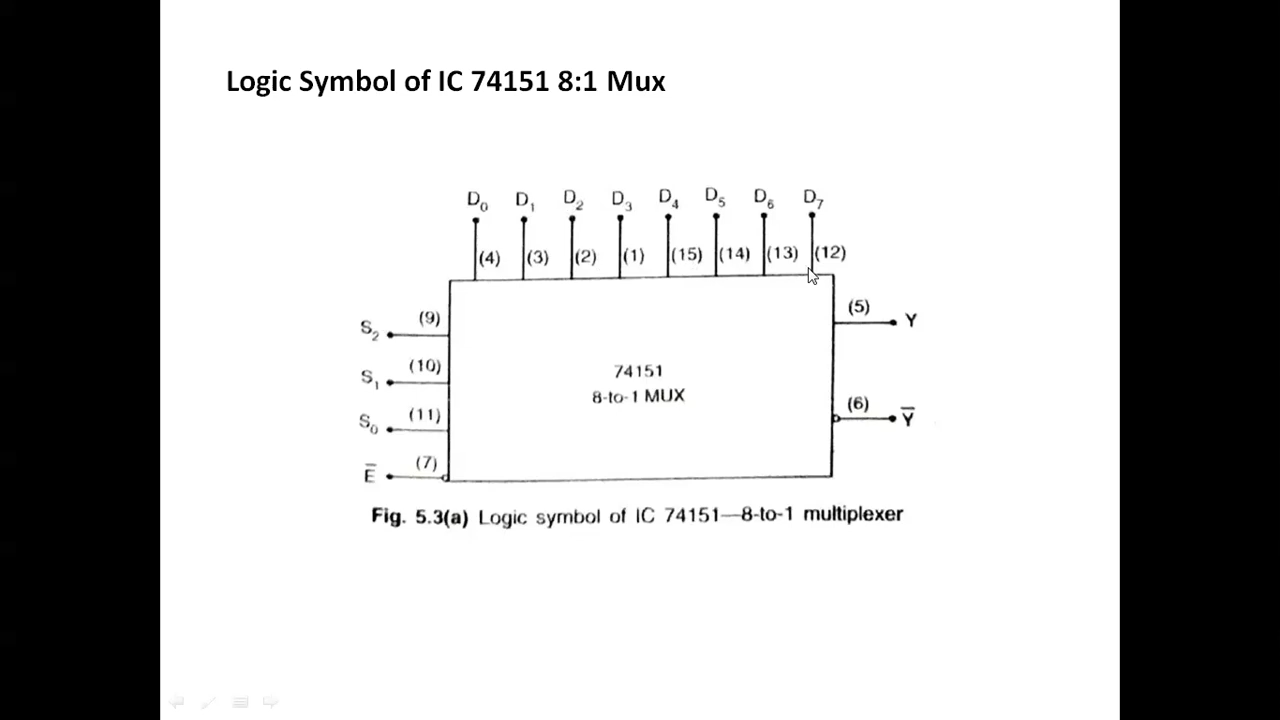 Logic Symbol of IC 74151 8:1 Mux
D₀ D₁ D₂ D₃ D₄ D₅ D₆ D₇
(4) (3) (2) (1) (15) (14) (13) (12)
S₂ (9)
S₁ (10)
S₀ (11)
E̅ (7)
74151
8-to-1 MUX
(5) Y
(6) Y̅
Fig. 5.3(a) Logic symbol of IC 74151—8-to-1 multiplexer